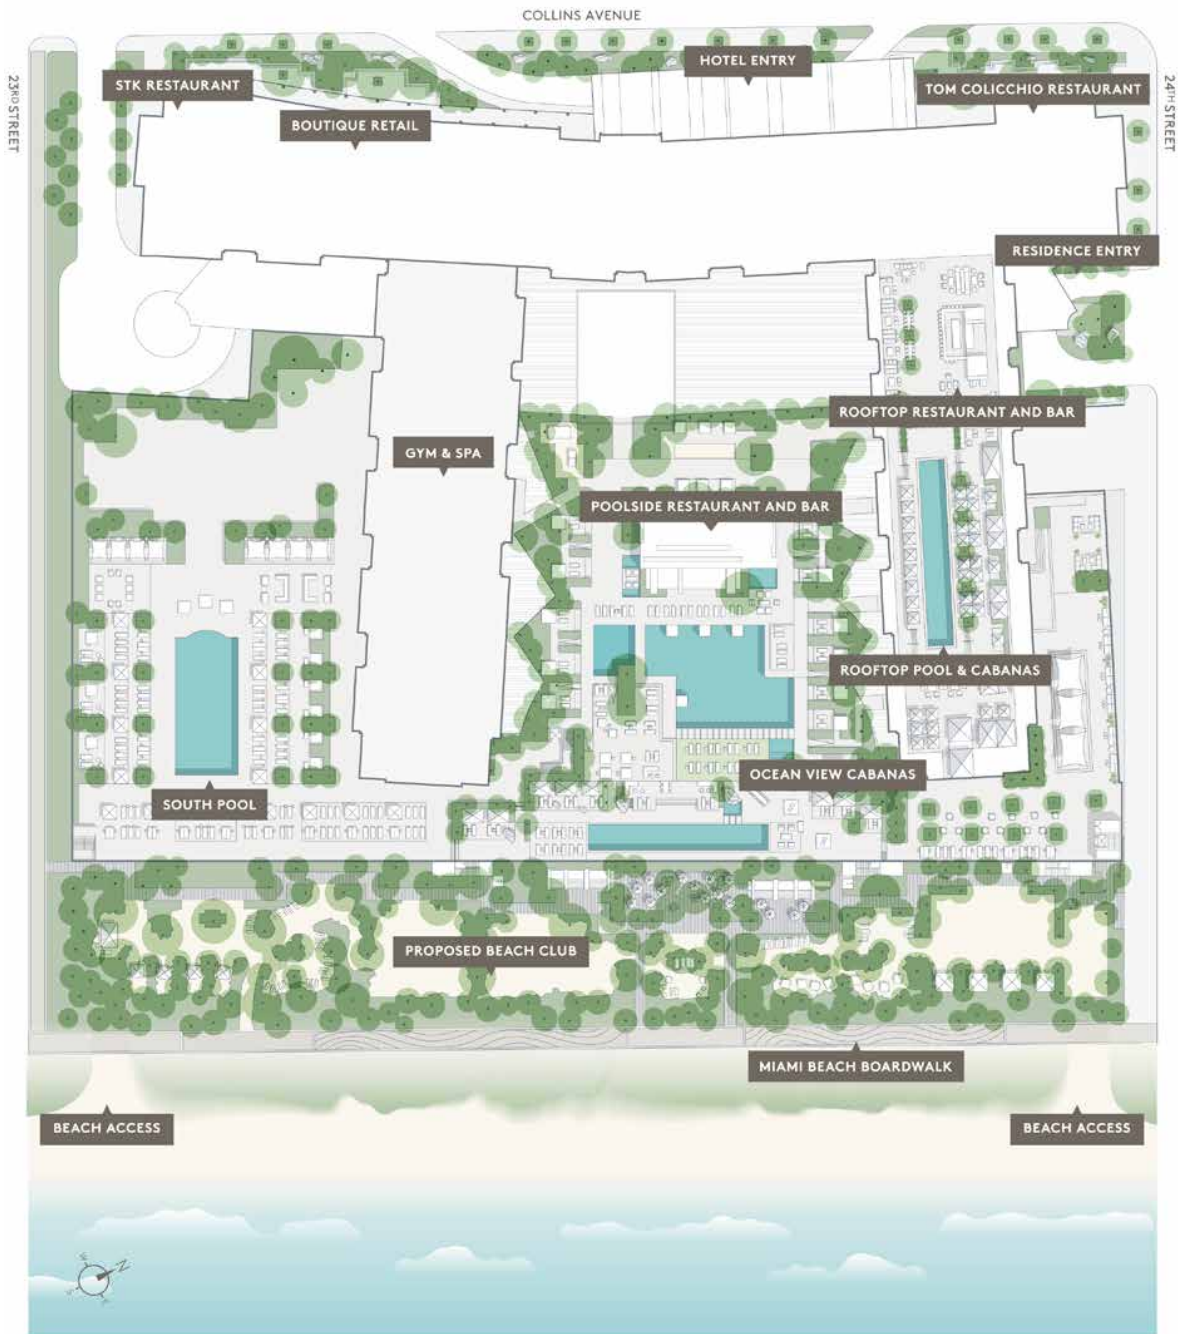 COLLINS AVENUE
HOTEL ENTRY
STK RESTAURANT
TOM COLICCHIO RESTAURANT
23RD STREET
24TH STREET
BOUTIQUE RETAIL
RESIDENCE ENTRY
ROOFTOP RESTAURANT AND BAR
GYM & SPA
POOLSIDE RESTAURANT AND BAR
ROOFTOP POOL & CABANAS
OCEAN VIEW CABANAS
SOUTH POOL
PROPOSED BEACH CLUB
MIAMI BEACH BOARDWALK
BEACH ACCESS
BEACH ACCESS
N